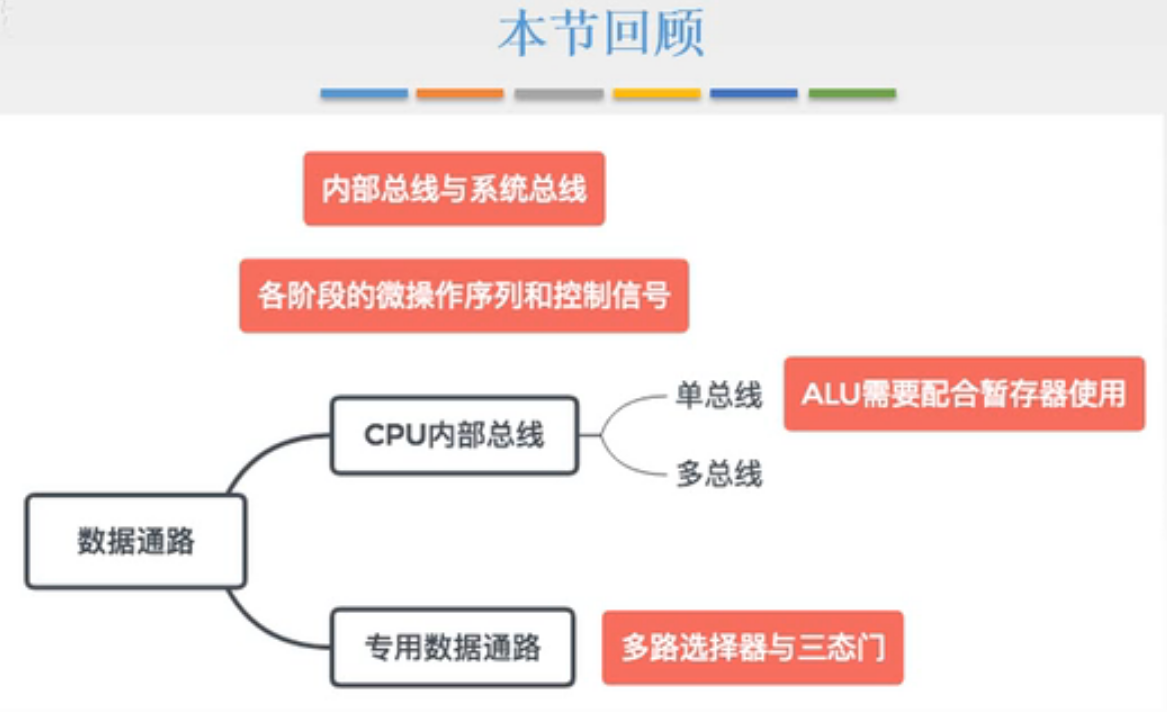 本节回顾
内部总线与系统总线
各阶段的微操作序列和控制信号
单总线
ALU需要配合暂存器使用
CPU内部总线
多总线
数据通路
专用数据通路
多路选择器与三态门